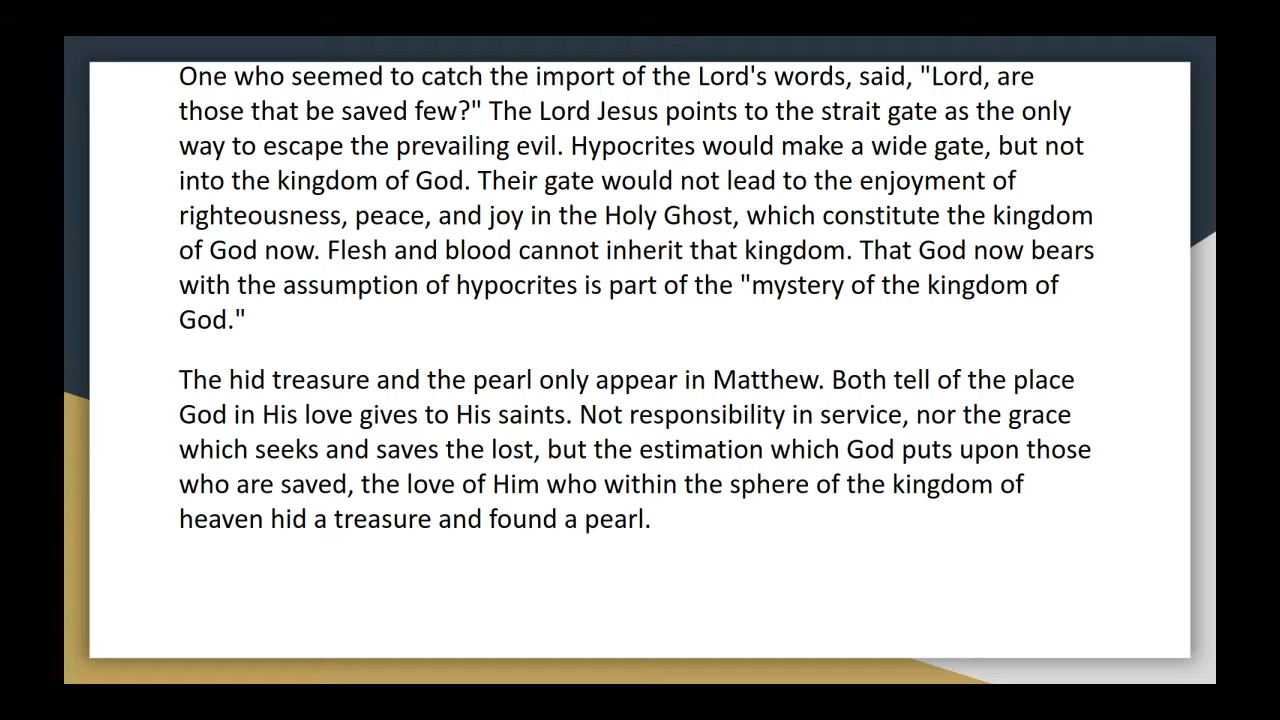 One who seemed to catch the import of the Lord's words, said, "Lord, are
those that be saved few?" The Lord Jesus points to the strait gate as the only
way to escape the prevailing evil. Hypocrites would make a wide gate, but not
into the kingdom of God. Their gate would not lead to the enjoyment of
righteousness, peace, and joy in the Holy Ghost, which constitute the kingdom
of God now. Flesh and blood cannot inherit that kingdom. That God now bears
with the assumption of hypocrites is part of the "mystery of the kingdom of
God."
The hid treasure and the pearl only appear in Matthew. Both tell of the place
God in His love gives to His saints. Not responsibility in service, nor the grace
which seeks and saves the lost, but the estimation which God puts upon those
who are saved, the love of Him who within the sphere of the kingdom of
heaven hid a treasure and found a pearl.